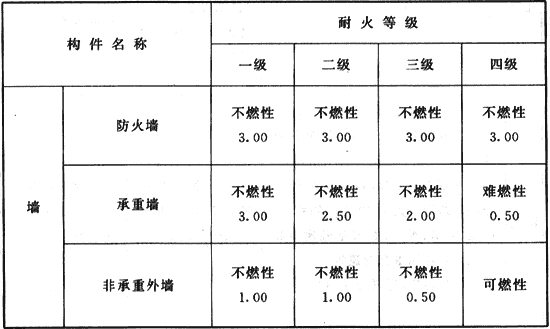 构件名称
耐火等级
一级 二级 三级 四级
墙
防火墙
不燃性 不燃性 不燃性 不燃性
3.00 3.00 3.00 3.00
承重墙
不燃性 不燃性 不燃性 难燃性
3.00 2.50 2.00 0.50
非承重外墙
不燃性 不燃性 不燃性 可燃性
1.00 1.00 0.50